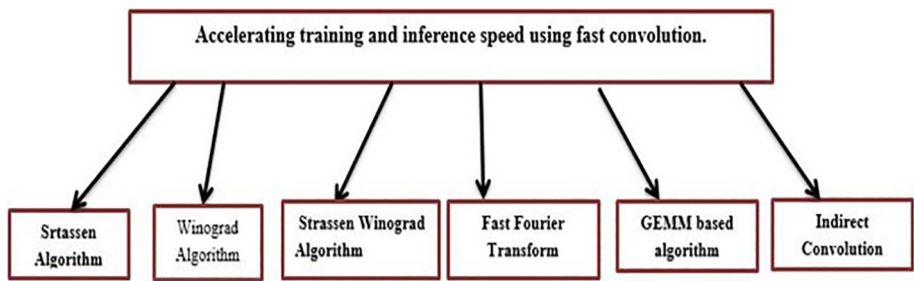 Accelerating training and inference speed using fast convolution.
Srtassen
Algorithm
Winograd
Algorithm
Strassen Winograd
Algorithm
Fast Fourier
Transform
GEMM based
algorithm
Indirect
Convolution